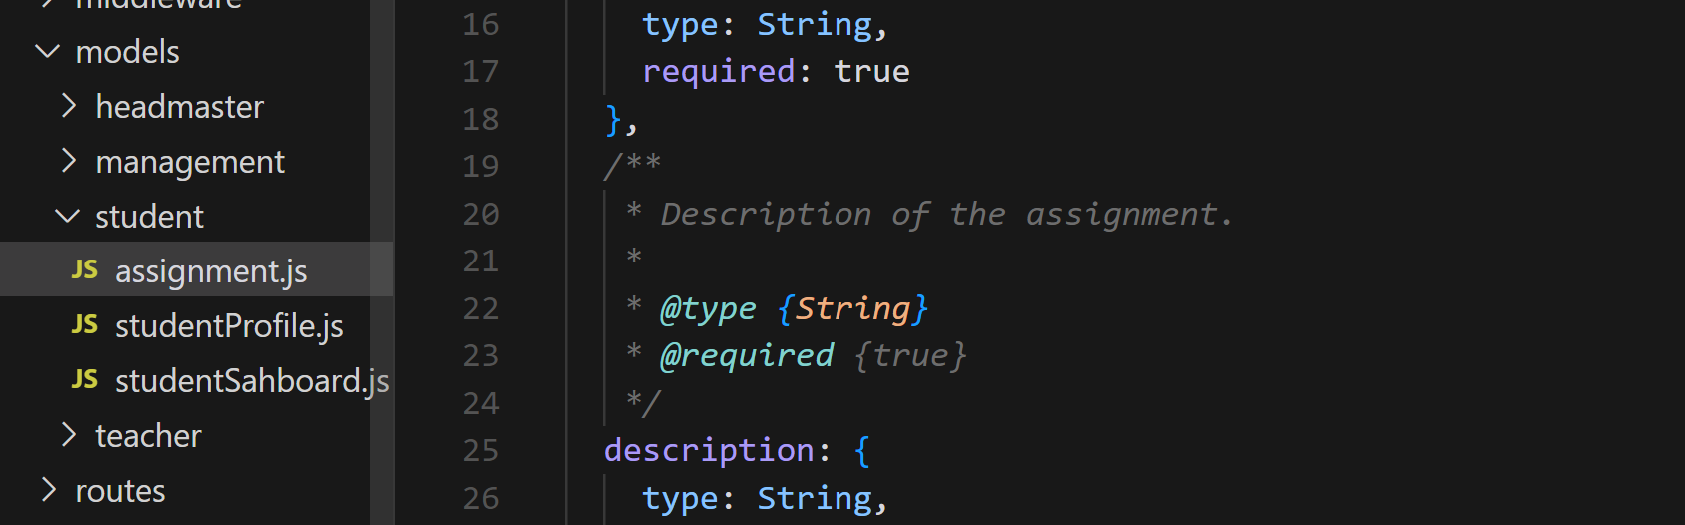 middleware
models
headmaster
management
student
JS assignment.js
JS studentProfile.js
JS studentSahboard.js
teacher
routes
16 type: String,
17 required: true
18 },
19 /**
20 * Description of the assignment.
21 *
22 * @type {String}
23 * @required {true}
24 */
25 description: {
26 type: String,